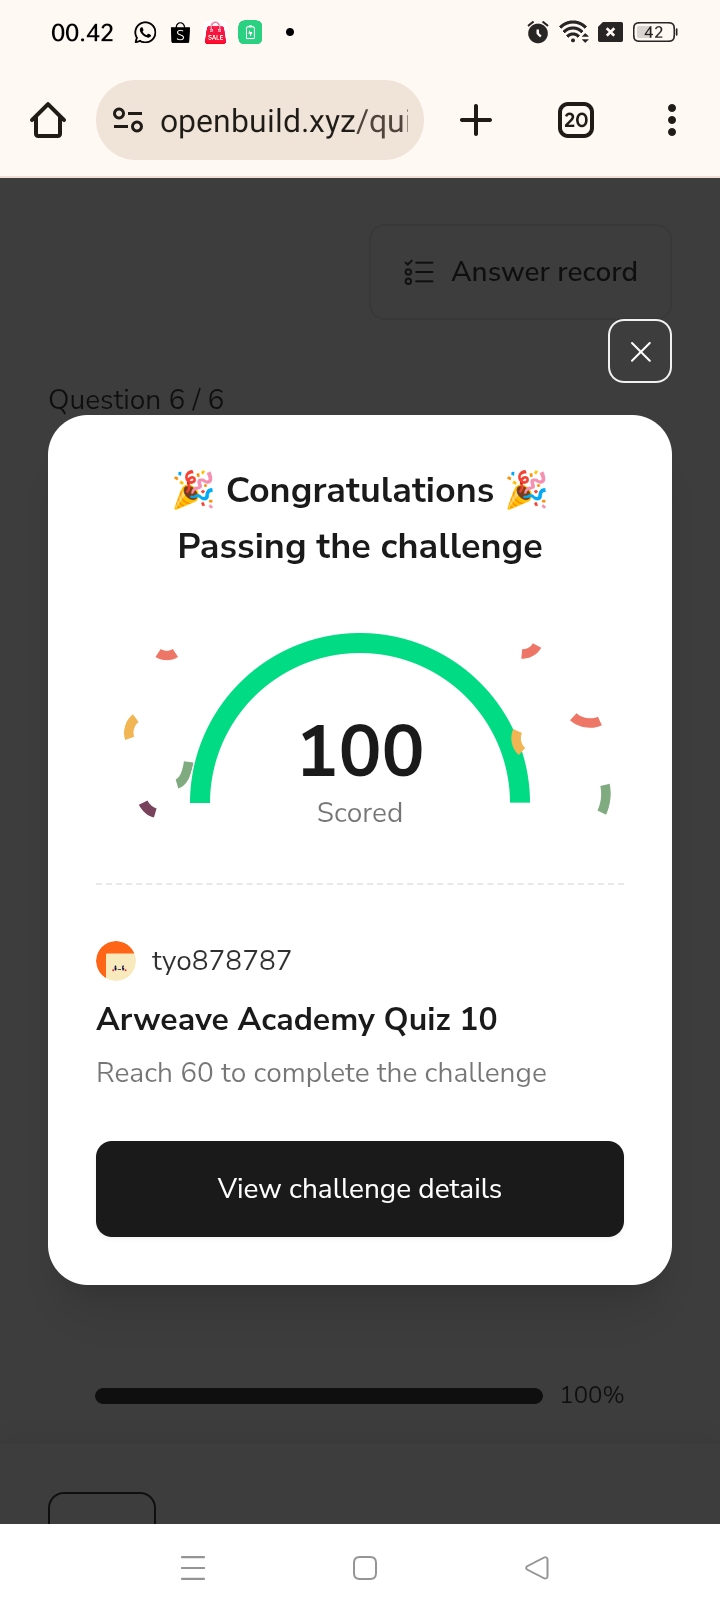 00.42
42
openbuild.xyz/qui
20
Answer record
Question 6 / 6
🎉 Congratulations 🎉
Passing the challenge
100
Scored
tyo878787
Arweave Academy Quiz 10
Reach 60 to complete the challenge
View challenge details
100%